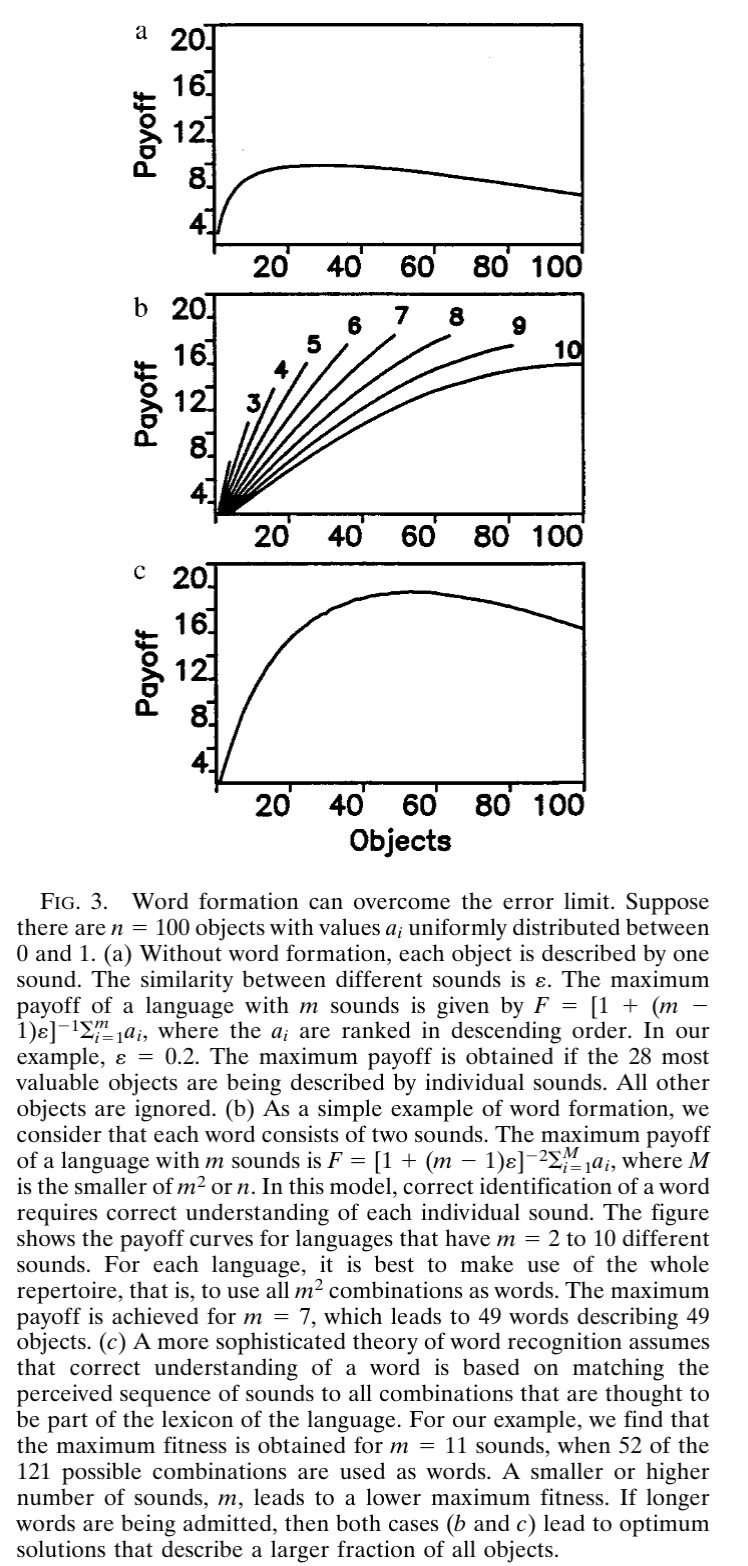 a
20
16
12
8
4
Payoff
20 40 60 80 100
b
20
16
12
8
4
Payoff
3 4 5 6 7 8 9 10
20 40 60 80 100
c
20
16
12
8
4
Payoff
20 40 60 80 100
Objects
FIG. 3. Word formation can overcome the error limit. Suppose
there are n = 100 objects with values aᵢ uniformly distributed between
0 and 1. (a) Without word formation, each object is described by one
sound. The similarity between different sounds is ε. The maximum
payoff of a language with m sounds is given by F = [1 + (m −
1)ε]⁻¹Σᵐᵢ₌₁aᵢ, where the aᵢ are ranked in descending order. In our
example, ε = 0.2. The maximum payoff is obtained if the 28 most
valuable objects are being described by individual sounds. All other
objects are ignored. (b) As a simple example of word formation, we
consider that each word consists of two sounds. The maximum payoff
of a language with m sounds is F = [1 + (m − 1)ε]⁻²Σᴹᵢ₌₁aᵢ, where M
is the smaller of m² or n. In this model, correct identification of a word
requires correct understanding of each individual sound. The figure
shows the payoff curves for languages that have m = 2 to 10 different
sounds. For each language, it is best to make use of the whole
repertoire, that is, to use all m² combinations as words. The maximum
payoff is achieved for m = 7, which leads to 49 words describing 49
objects. (c) A more sophisticated theory of word recognition assumes
that correct understanding of a word is based on matching the
perceived sequence of sounds to all combinations that are thought to
be part of the lexicon of the language. For our example, we find that
the maximum fitness is obtained for m = 11 sounds, when 52 of the
121 possible combinations are used as words. A smaller or higher
number of sounds, m, leads to a lower maximum fitness. If longer
words are being admitted, then both cases (b and c) lead to optimum
solutions that describe a larger fraction of all objects.